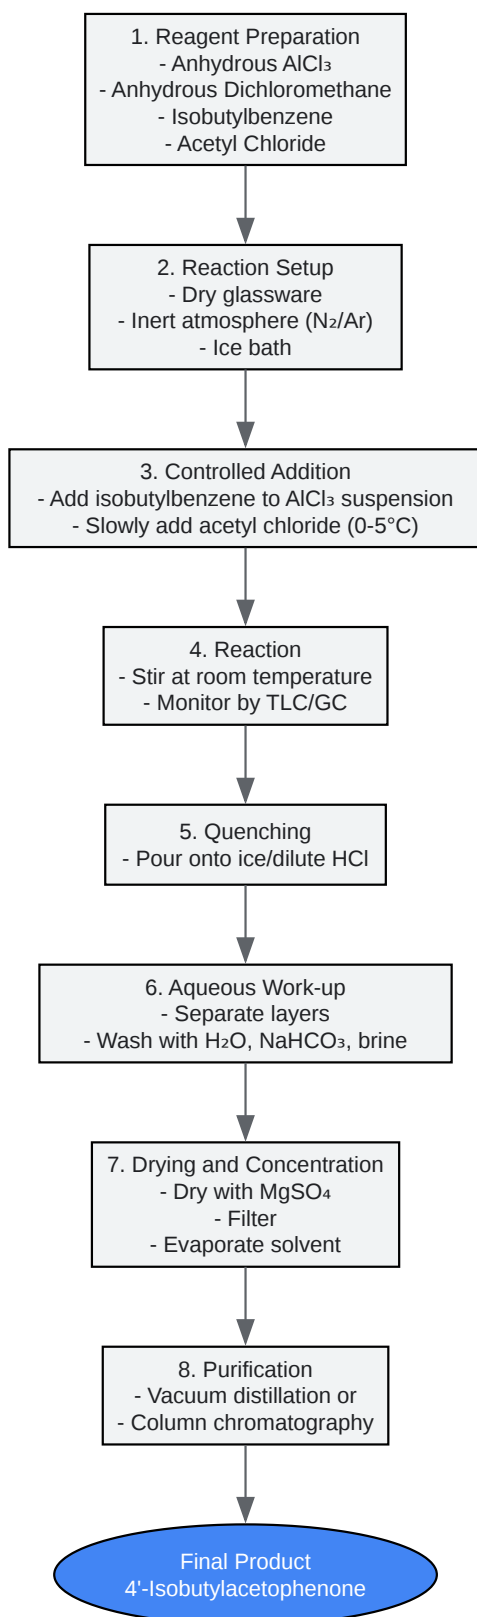 1. Reagent Preparation
- Anhydrous AlCl₃
- Anhydrous Dichloromethane
- Isobutylbenzene
- Acetyl Chloride
2. Reaction Setup
- Dry glassware
- Inert atmosphere (N₂/Ar)
- Ice bath
3. Controlled Addition
- Add isobutylbenzene to AlCl₃ suspension
- Slowly add acetyl chloride (0-5°C)
4. Reaction
- Stir at room temperature
- Monitor by TLC/GC
5. Quenching
- Pour onto ice/dilute HCl
6. Aqueous Work-up
- Separate layers
- Wash with H₂O, NaHCO₃, brine
7. Drying and Concentration
- Dry with MgSO₄
- Filter
- Evaporate solvent
8. Purification
- Vacuum distillation or
- Column chromatography
Final Product
4'-Isobutylacetophenone